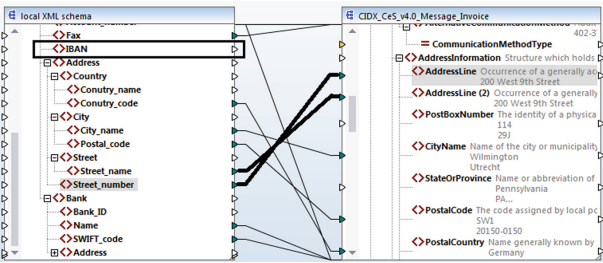 local XML schema
Fax
IBAN
Address
Country
Conutry_name
Conutry_code
City
City_name
Postal_code
Street
Street_name
Street_number
Bank
Bank_ID
Name
SWIFT_code
Address
CIDX_CeS_v4.0_Message_Invoice
402-3
= CommunicationMethodType
AddressInformation Structure which holds
AddressLine Occurrence of a generally ac
200 West 9th Street
AddressLine (2) Occurrence of a generally
200 West 9th Street
PostBoxNumber The identity of a physica
114
29J
CityName Name of the city or municipality
Wilmington
Utrecht
StateOrProvince Name or abbreviation of
Pennsylvania
PA...
PostalCode The code assigned by local pc
SW1
20150-0150
PostalCountry Name generally known by
Germany